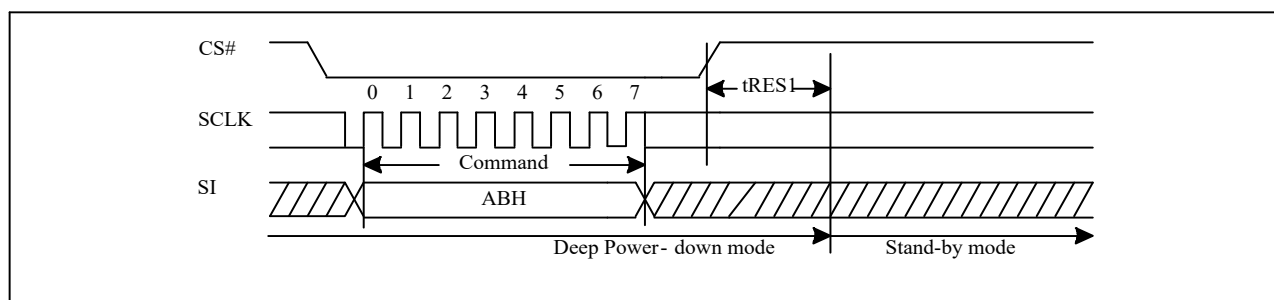 CS#
tRES1
0 1 2 3 4 5 6 7
SCLK
Command
SI
ABH
Deep Power- down mode
Stand-by mode